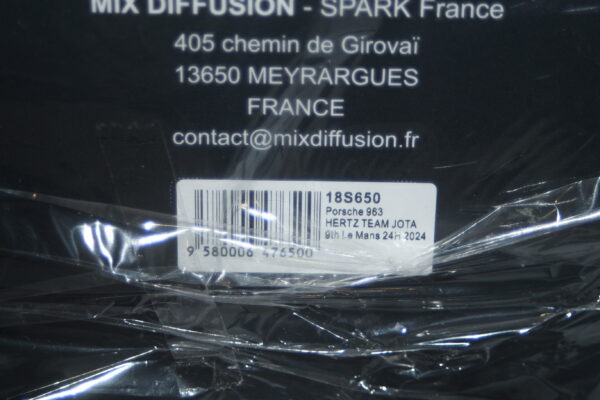 MIX DIFFUSION - SPARK France
405 chemin de Girovaï
13650 MEYRARGUES
FRANCE
contact@mixdiffusion.fr
18S650
Porsche 963
HERTZ TEAM JOTA
9th Le Mans 24H 2024
9 580006 476500